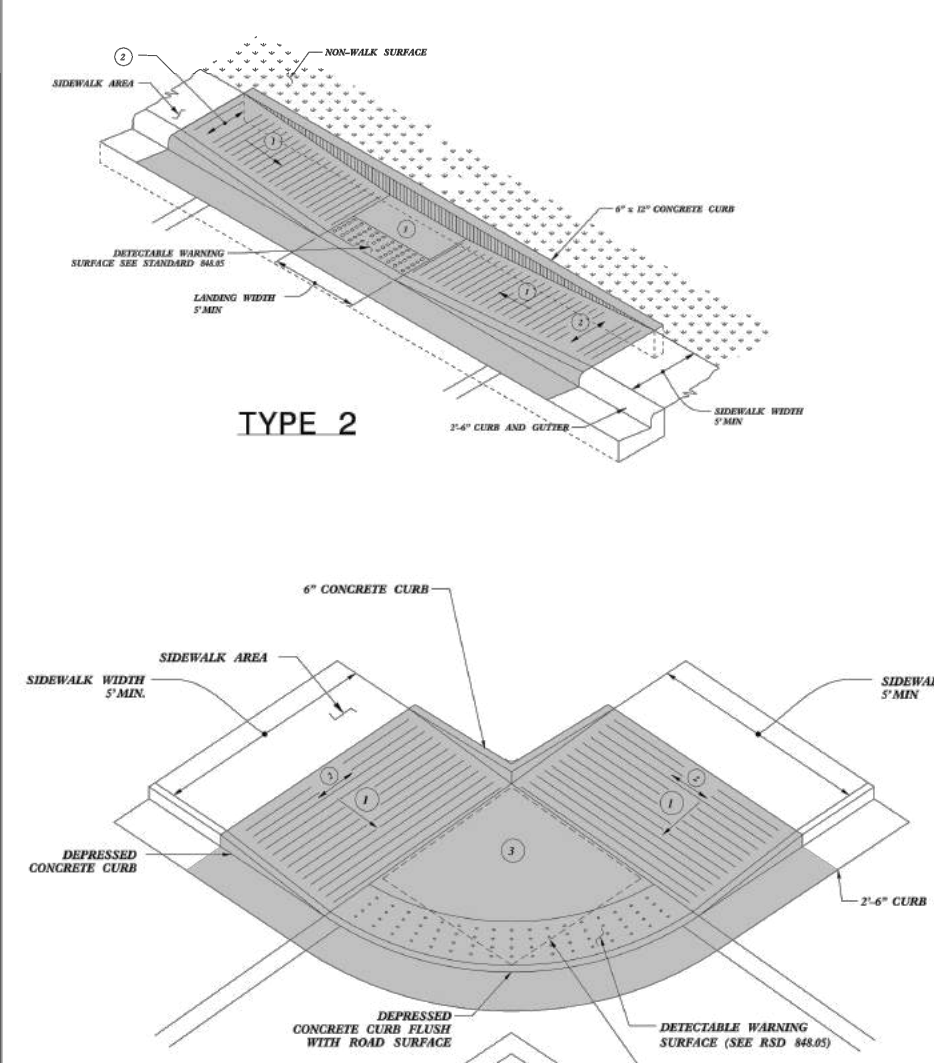 2
NON-WALK SURFACE
SIDEWALK AREA
1
6" x 12" CONCRETE CURB
3
DETECTABLE WARNING
SURFACE SEE STANDARD 848.05
1
LANDING WIDTH
5' MIN
2
TYPE 2
2'-6" CURB AND GUTTER
SIDEWALK WIDTH
5' MIN
6" CONCRETE CURB
SIDEWALK AREA
SIDEWALK WIDTH
5' MIN.
5' MIN
2
1
2
1
3
DEPRESSED
CONCRETE CURB
2'-6" CURB
DEPRESSED
CONCRETE CURB FLUSH
WITH ROAD SURFACE
DETECTABLE WARNING
SURFACE (SEE RSD 848.05)